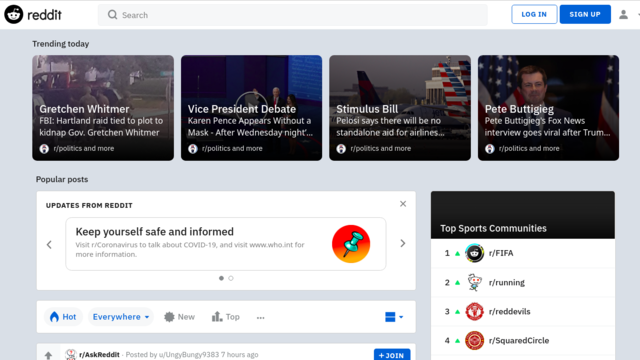 reddit
Search
LOG IN
SIGN UP
Trending today
Gretchen Whitmer
FBI: Hartland raid tied to plot to
kidnap Gov. Gretchen Whitmer
r/politics and more
Vice President Debate
Karen Pence Appears Without a
Mask - After Wednesday night'...
r/politics and more
Stimulus Bill
Pelosi says there will be no
standalone aid for airlines...
r/politics and more
Pete Buttigieg
Pete Buttigieg's Fox News
interview goes viral after Trum...
r/politics and more
Popular posts
UPDATES FROM REDDIT
Keep yourself safe and informed
Visit r/Coronavirus to talk about COVID-19, and visit www.who.int for
more information.
Hot
Everywhere
New
Top
...
r/AskReddit · Posted by u/UngyBungy9383 7 hours ago
+ JOIN
Top Sports Communities
1 r/FIFA
2 r/running
3 r/reddevils
4 r/SquaredCircle